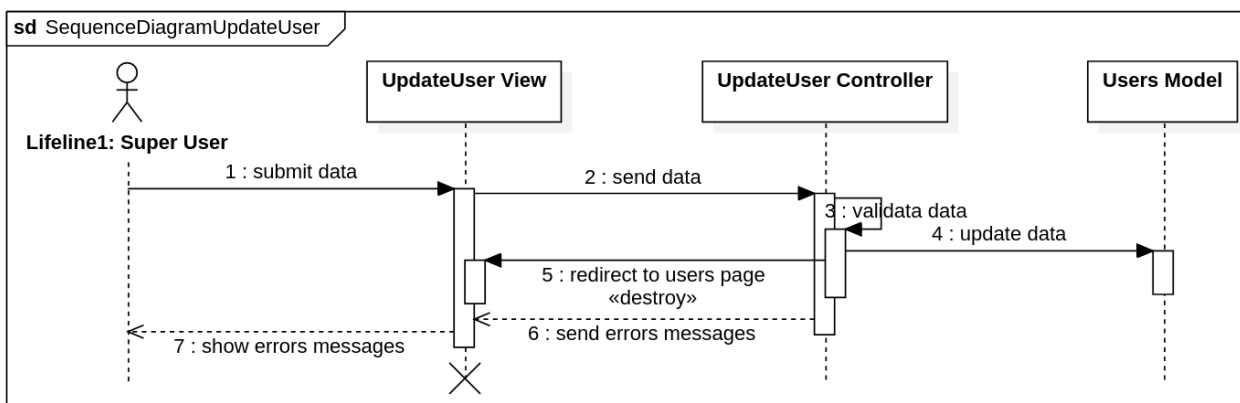 sd SequenceDiagramUpdateUser
UpdateUser View
UpdateUser Controller
Users Model
Lifeline1: Super User
1 : submit data
2 : send data
3 : validata data
4 : update data
5 : redirect to users page
«destroy»
6 : send errors messages
7 : show errors messages